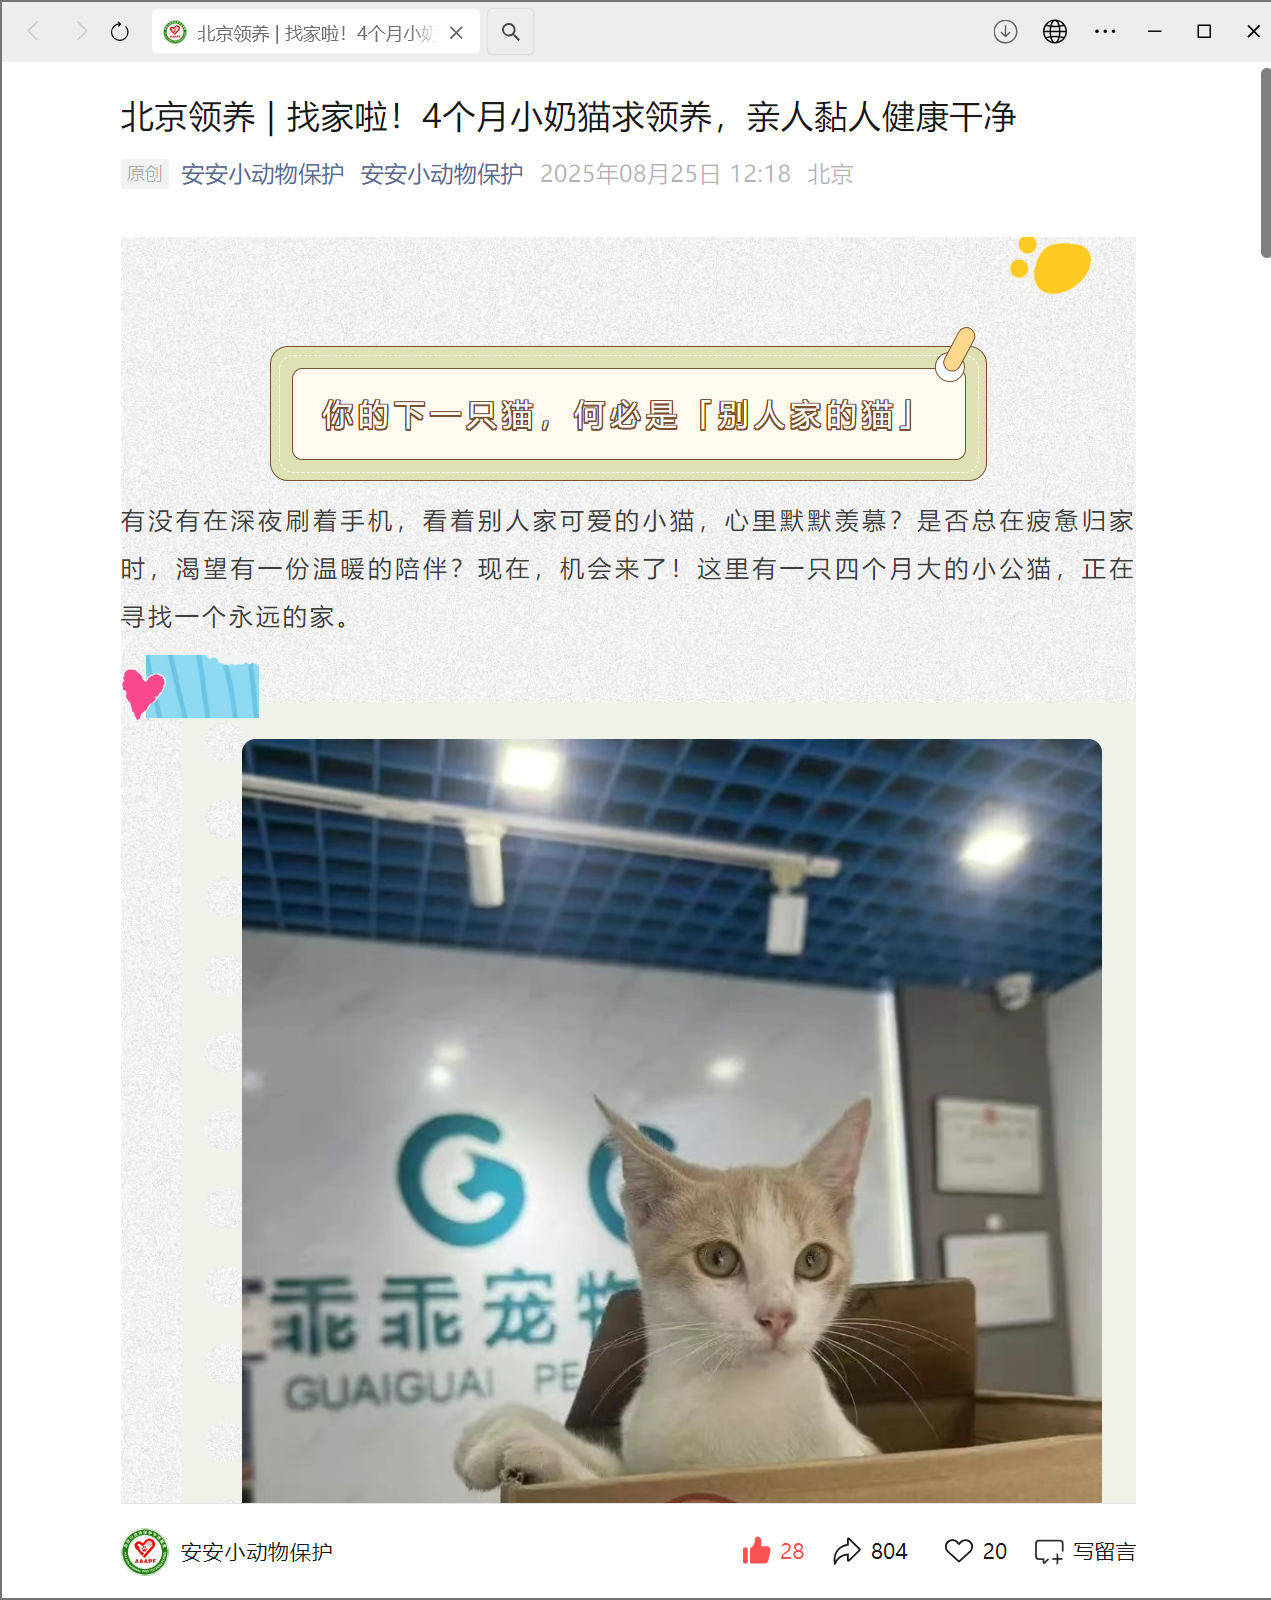 北京领养 | 找家啦！4个月小奶
北京领养 | 找家啦！4个月小奶猫求领养，亲人黏人健康干净
原创 安安小动物保护 安安小动物保护 2025年08月25日 12:18 北京
你的下一只猫，何必是「别人家的猫」
有没有在深夜刷着手机，看着别人家可爱的小猫，心里默默羡慕？是否总在疲惫归家
时，渴望有一份温暖的陪伴？现在，机会来了！这里有一只四个月大的小公猫，正在
寻找一个永远的家。
乖乖宠物
GUAIGUAI PE
安安小动物保护 28 804 20 写留言